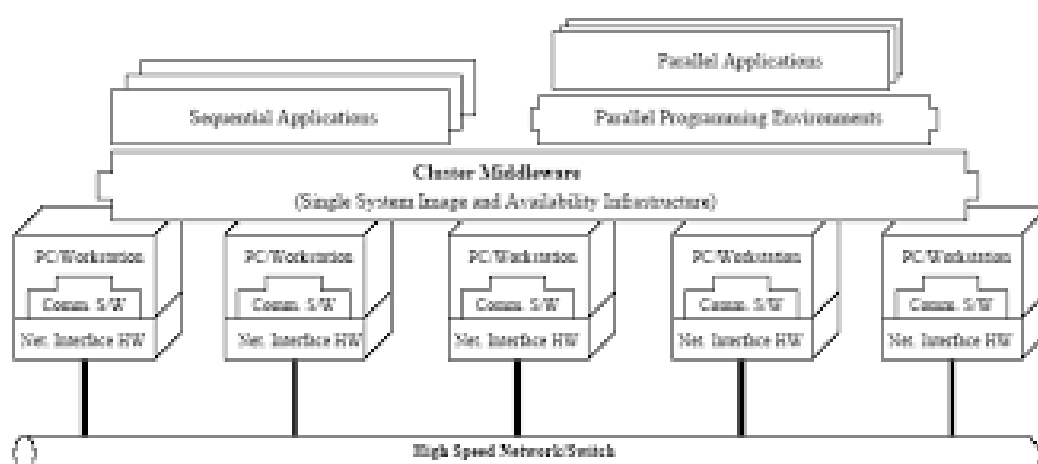 Parallel Applications
Sequential Applications
Parallel Programming Environments
Cluster Middleware
(Single System Image and Availability Infrastructure)
PC/Workstation
PC/Workstation
PC/Workstation
PC/Workstation
PC/Workstation
Comm. S/W
Comm. S/W
Comm. S/W
Comm. S/W
Comm. S/W
Net. Interface HW
Net. Interface HW
Net. Interface HW
Net. Interface HW
Net. Interface HW
High Speed Network/Switch